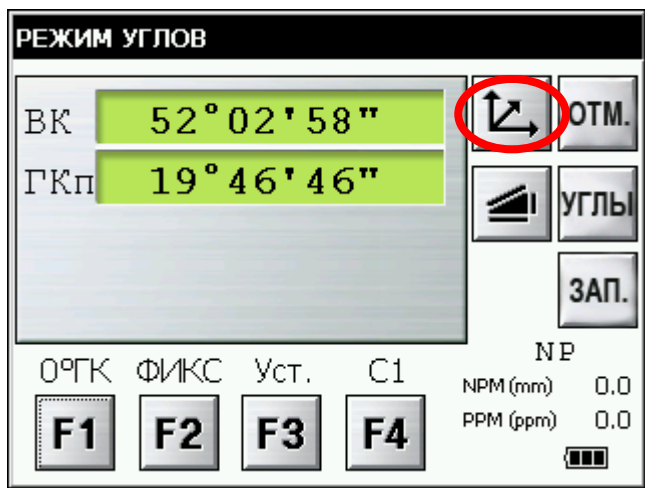 РЕЖИМ УГЛОВ
ВК 52°02'58"
ОТМ.
ГКп 19°46'46"
УГЛЫ
ЗАП.
0°ГК ФИКС Уст. С1
F1 F2 F3 F4
NP
NPM (mm) 0.0
PPM (ppm) 0.0